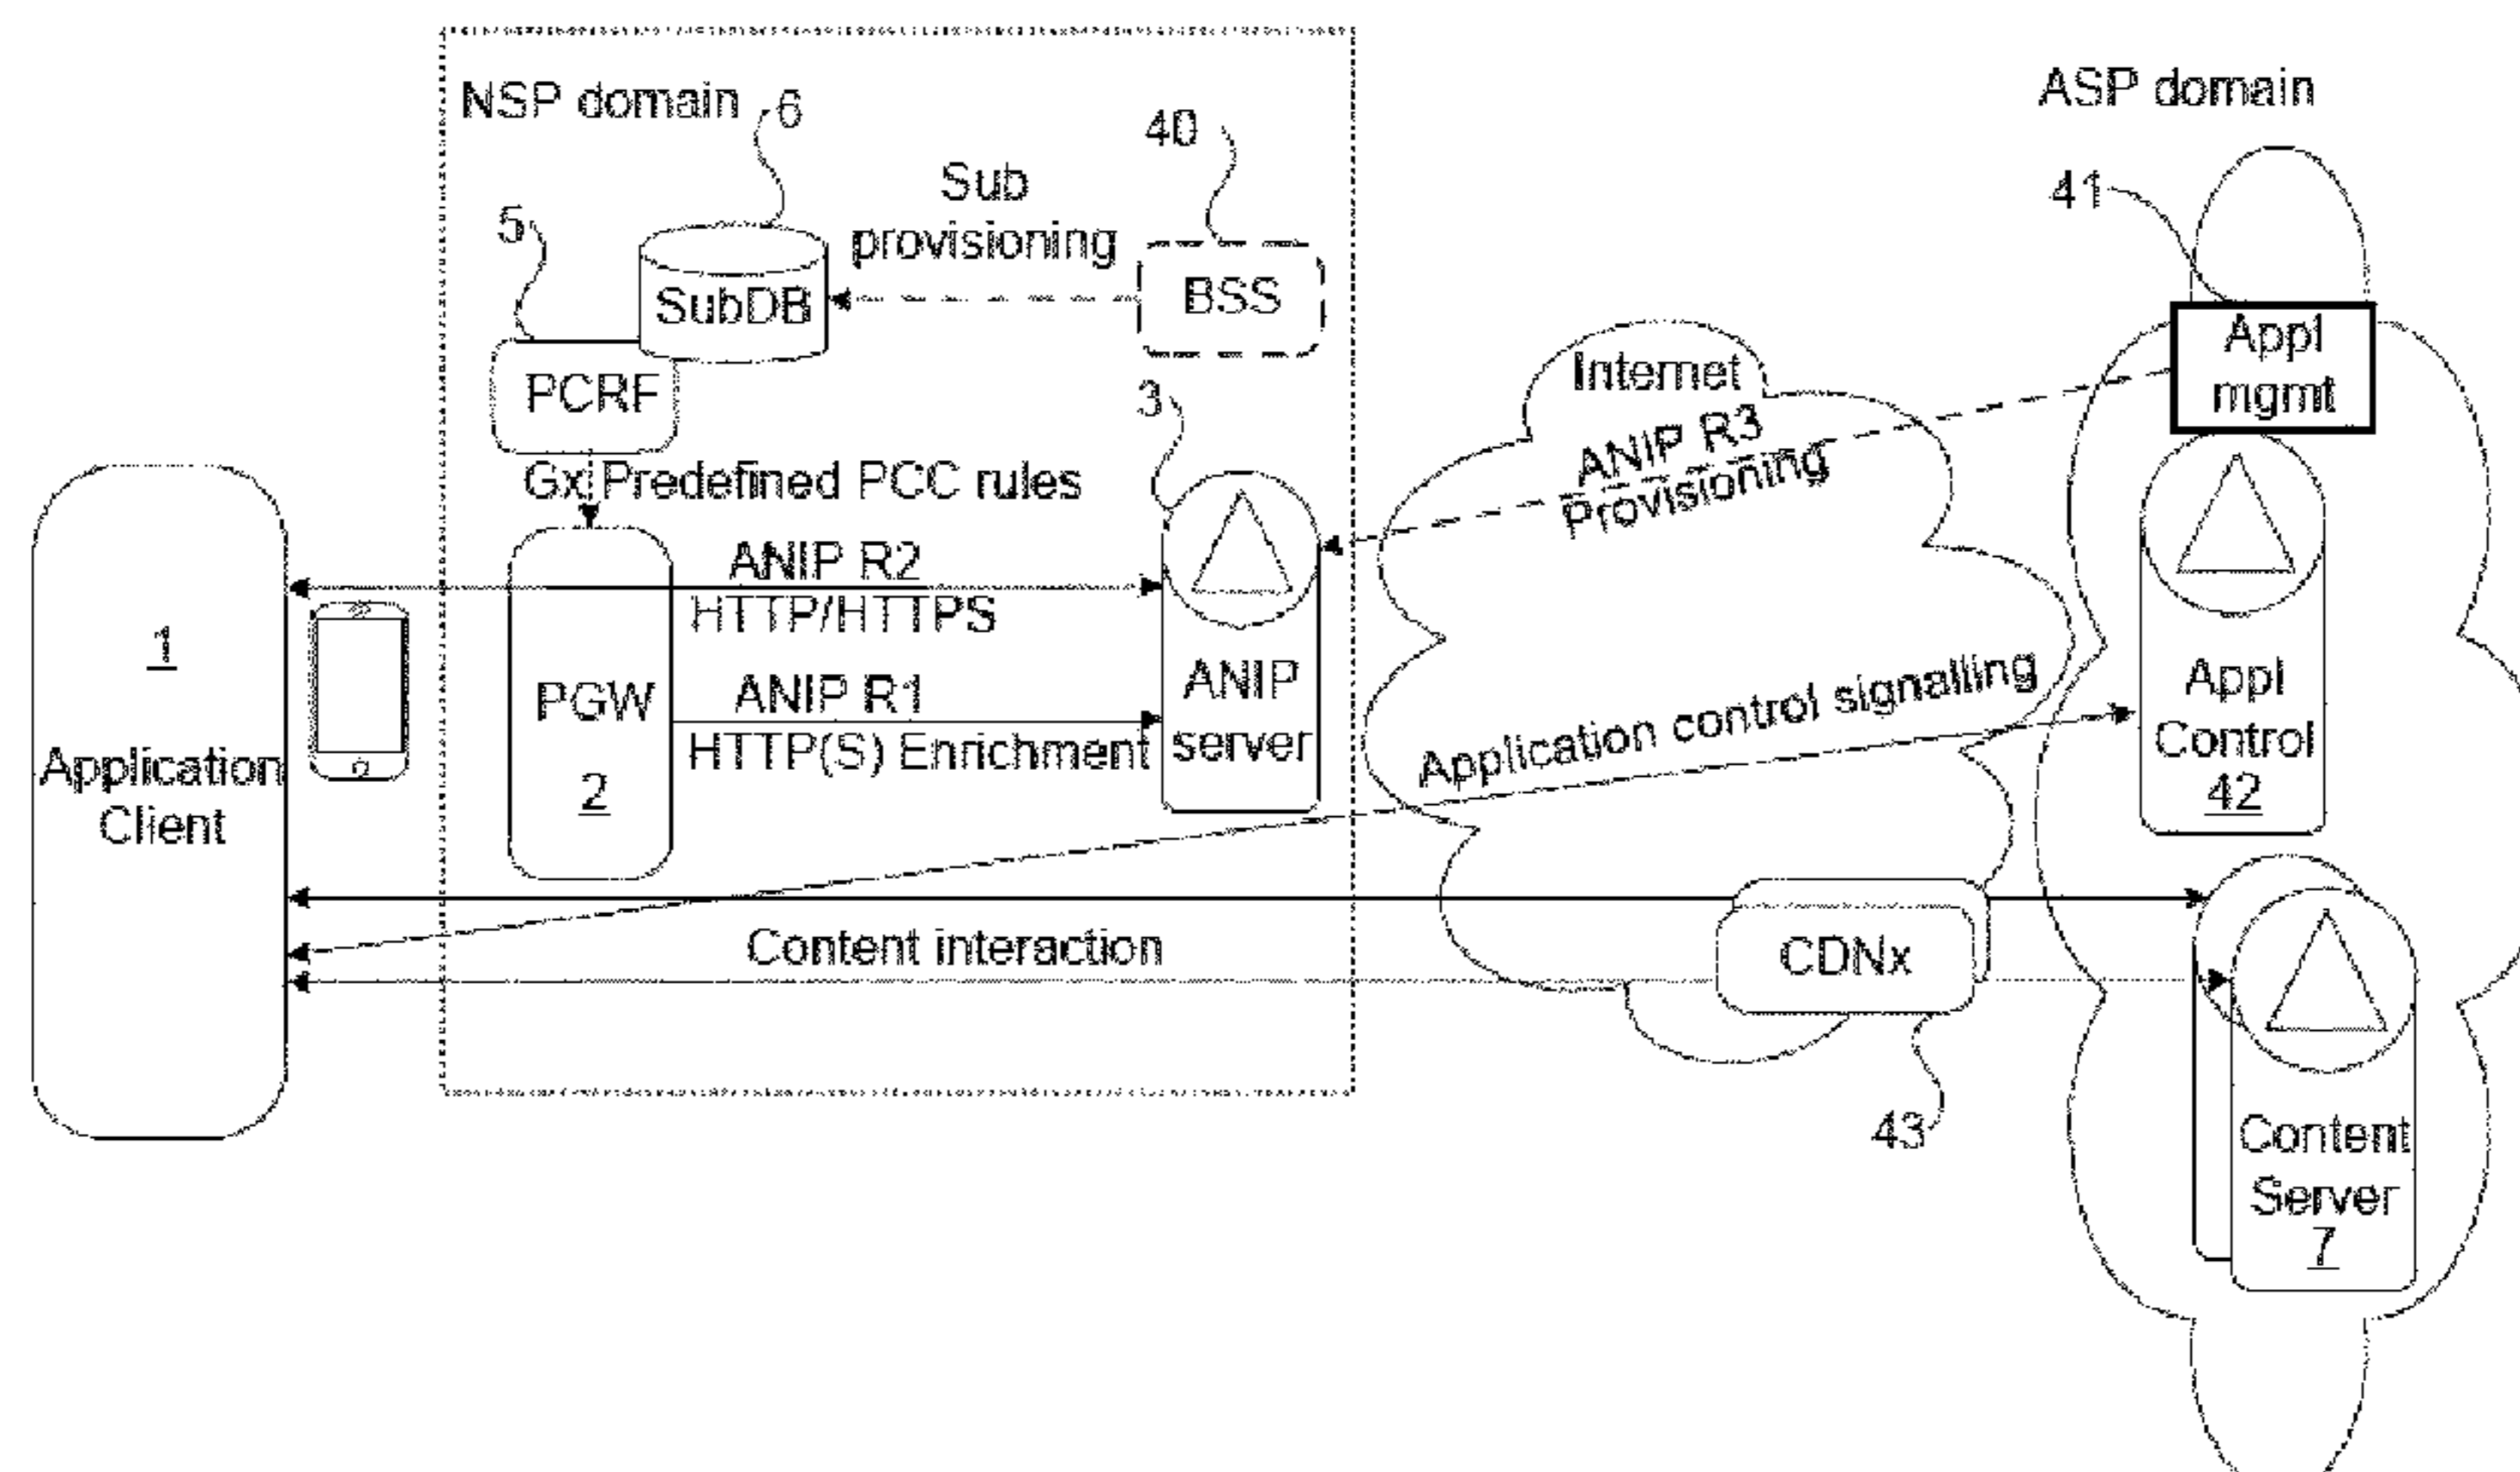 NSP domain
6
40
ASP domain
41
Sub
provisioning
5
SubDB
BSS
Appl
mgmt
PCRF
3
Internet
ANIP R3
Provisioning
Gx Predefined PCC rules
ANIP R2
HTTP/HTTPS
1
PGW
2
ANIP R1
HTTP(S) Enrichment
ANIP
server
Application control signalling
Appl
Control
42
Application
Client
Content interaction
CDNx
43
Content
Server
7